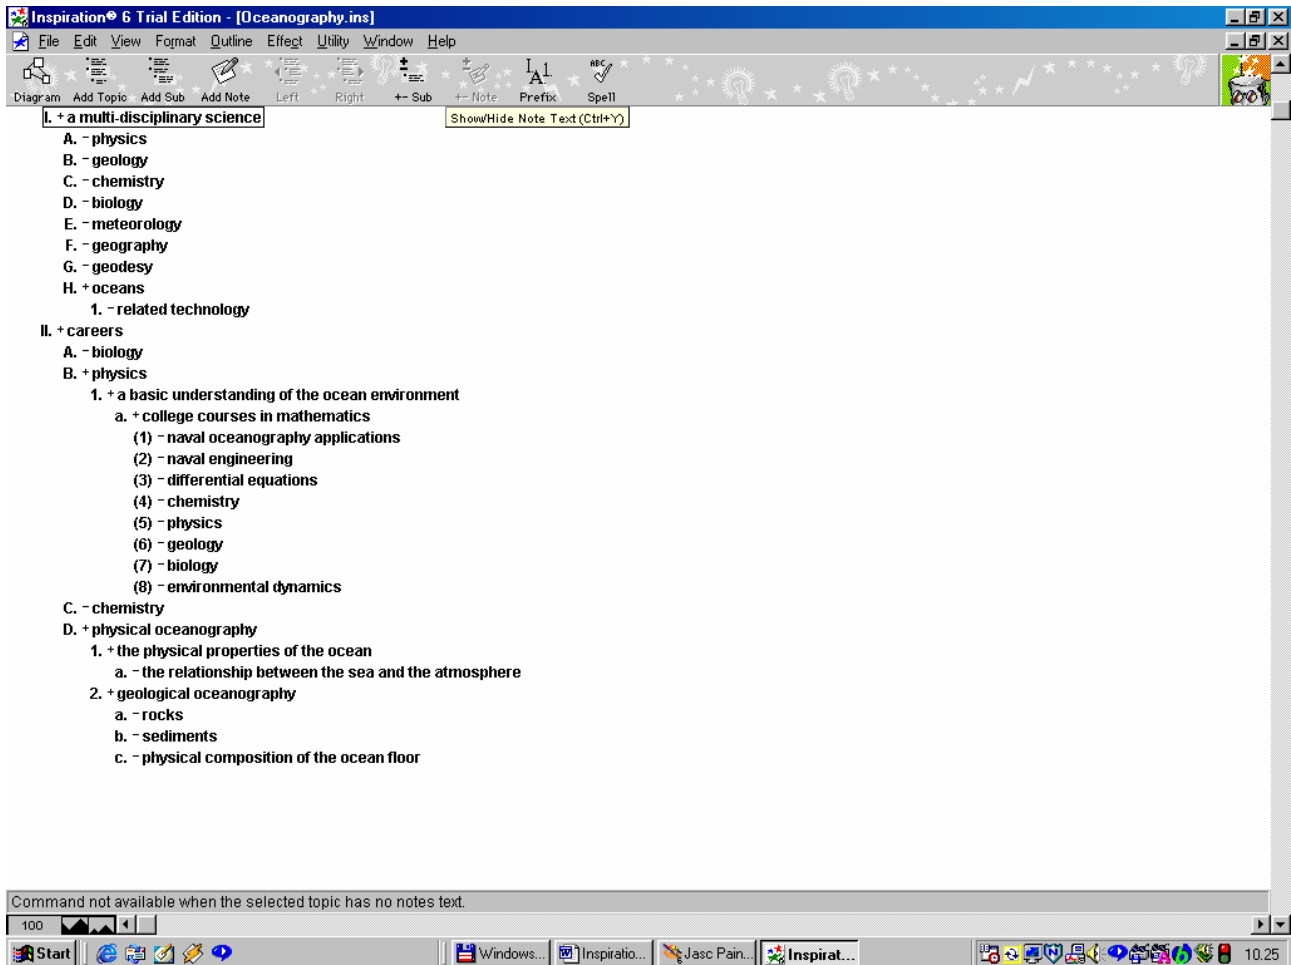 Inspiration® 6 Trial Edition - [Oceanography.ins]
File Edit View Format Outline Effect Utility Window Help
Diagram Add Topic Add Sub Add Note Left Right +- Sub +- Note Prefix Spell
I. + a multi-disciplinary science
Show/Hide Note Text (Ctrl+Y)
A. - physics
B. - geology
C. - chemistry
D. - biology
E. - meteorology
F. - geography
G. - geodesy
H. + oceans
1. - related technology
II. + careers
A. - biology
B. + physics
1. + a basic understanding of the ocean environment
a. + college courses in mathematics
(1) - naval oceanography applications
(2) - naval engineering
(3) - differential equations
(4) - chemistry
(5) - physics
(6) - geology
(7) - biology
(8) - environmental dynamics
C. - chemistry
D. + physical oceanography
1. + the physical properties of the ocean
a. - the relationship between the sea and the atmosphere
2. + geological oceanography
a. - rocks
b. - sediments
c. - physical composition of the ocean floor
Command not available when the selected topic has no notes text.
100
Start Windows... Inspiratio... Jasc Pain... Inspirat... 10.25